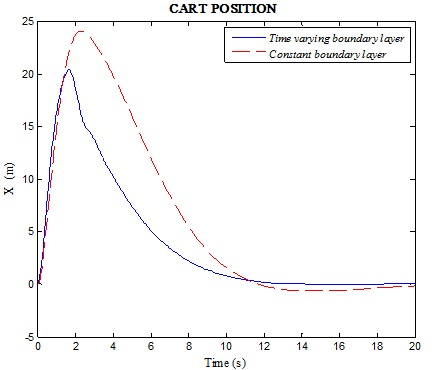 CART POSITION
Time varying boundary layer
Constant boundary layer
25
20
15
10
5
0
-5
X (m)
0 2 4 6 8 10 12 14 16 18 20
Time (s)